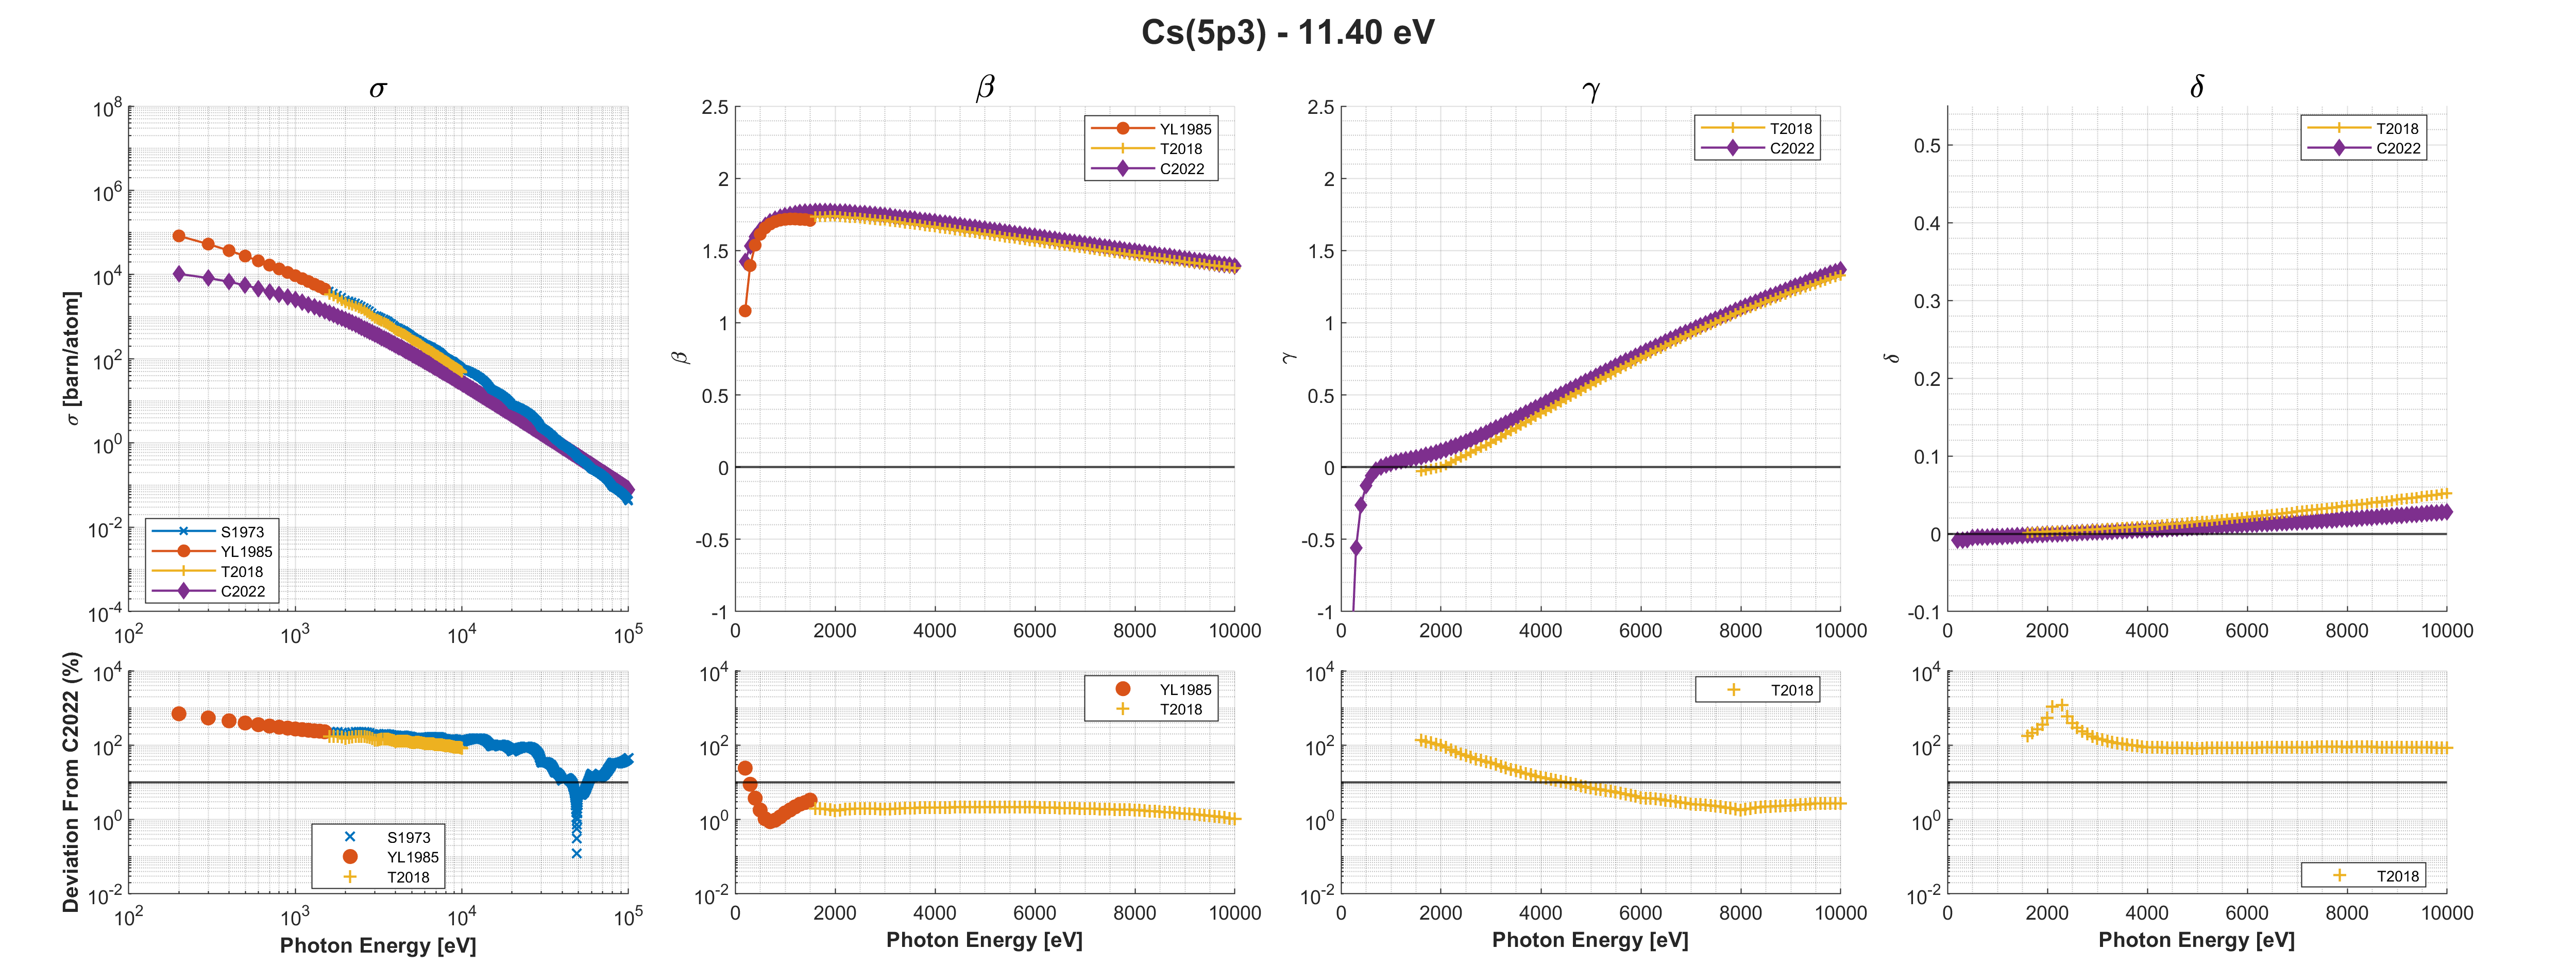 Cs(5p3) - 11.40 eV
σ
σ [barn/atom]
10^8
10^6
10^4
10^2
10^0
10^-2
10^-4
10^2
10^3
10^4
10^5
S1973
YL1985
T2018
C2022
β
β
2.5
2
1.5
1
0.5
0
-0.5
-1
0
2000
4000
6000
8000
10000
YL1985
T2018
C2022
γ
γ
2.5
2
1.5
1
0.5
0
-0.5
-1
0
2000
4000
6000
8000
10000
T2018
C2022
δ
δ
0.5
0.4
0.3
0.2
0.1
0
-0.1
0
2000
4000
6000
8000
10000
T2018
C2022
Deviation From C2022 (%)
10^4
10^2
10^0
10^-2
10^2
10^3
10^4
10^5
S1973
YL1985
T2018
Photon Energy [eV]
10^4
10^2
10^0
10^-2
0
2000
4000
6000
8000
10000
YL1985
T2018
Photon Energy [eV]
10^4
10^2
10^0
10^-2
0
2000
4000
6000
8000
10000
T2018
Photon Energy [eV]
10^4
10^2
10^0
10^-2
0
2000
4000
6000
8000
10000
T2018
Photon Energy [eV]